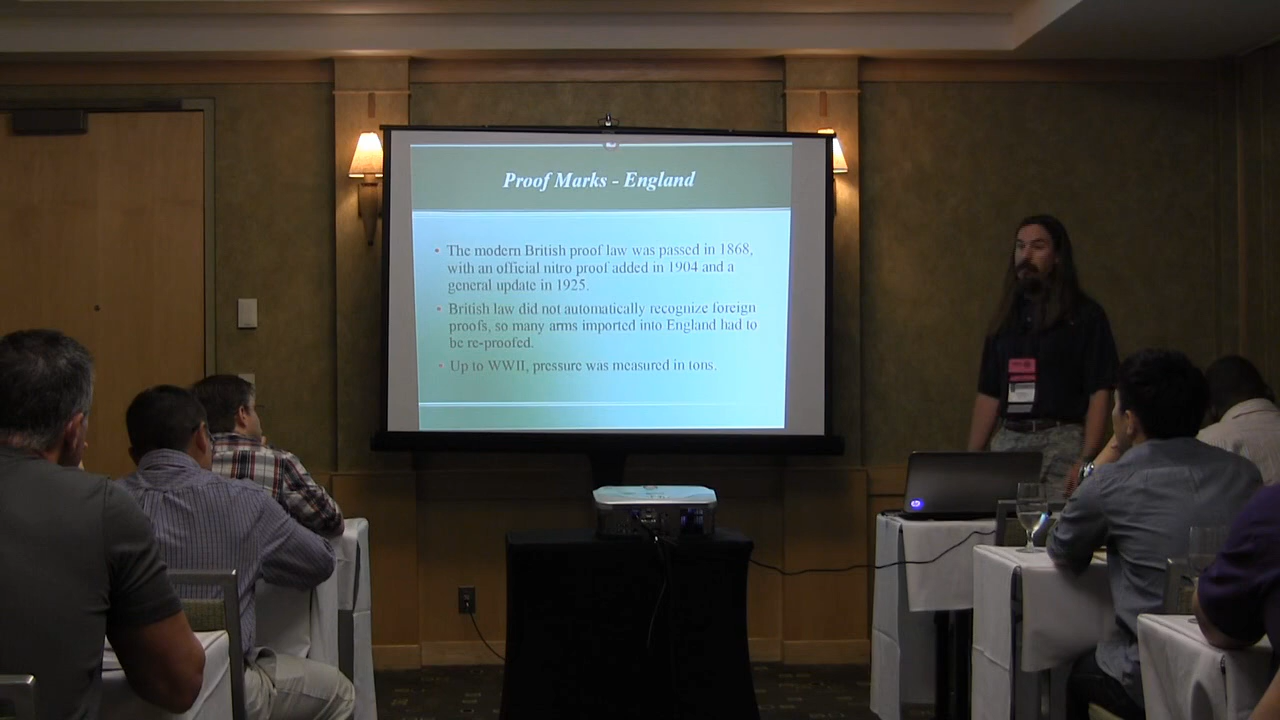 Proof Marks - England
• The modern British proof law was passed in 1868,
with an official nitro proof added in 1904 and a
general update in 1925.
• British law did not automatically recognize foreign
proofs, so many arms imported into England had to
be re-proofed.
• Up to WWII, pressure was measured in tons.
hp